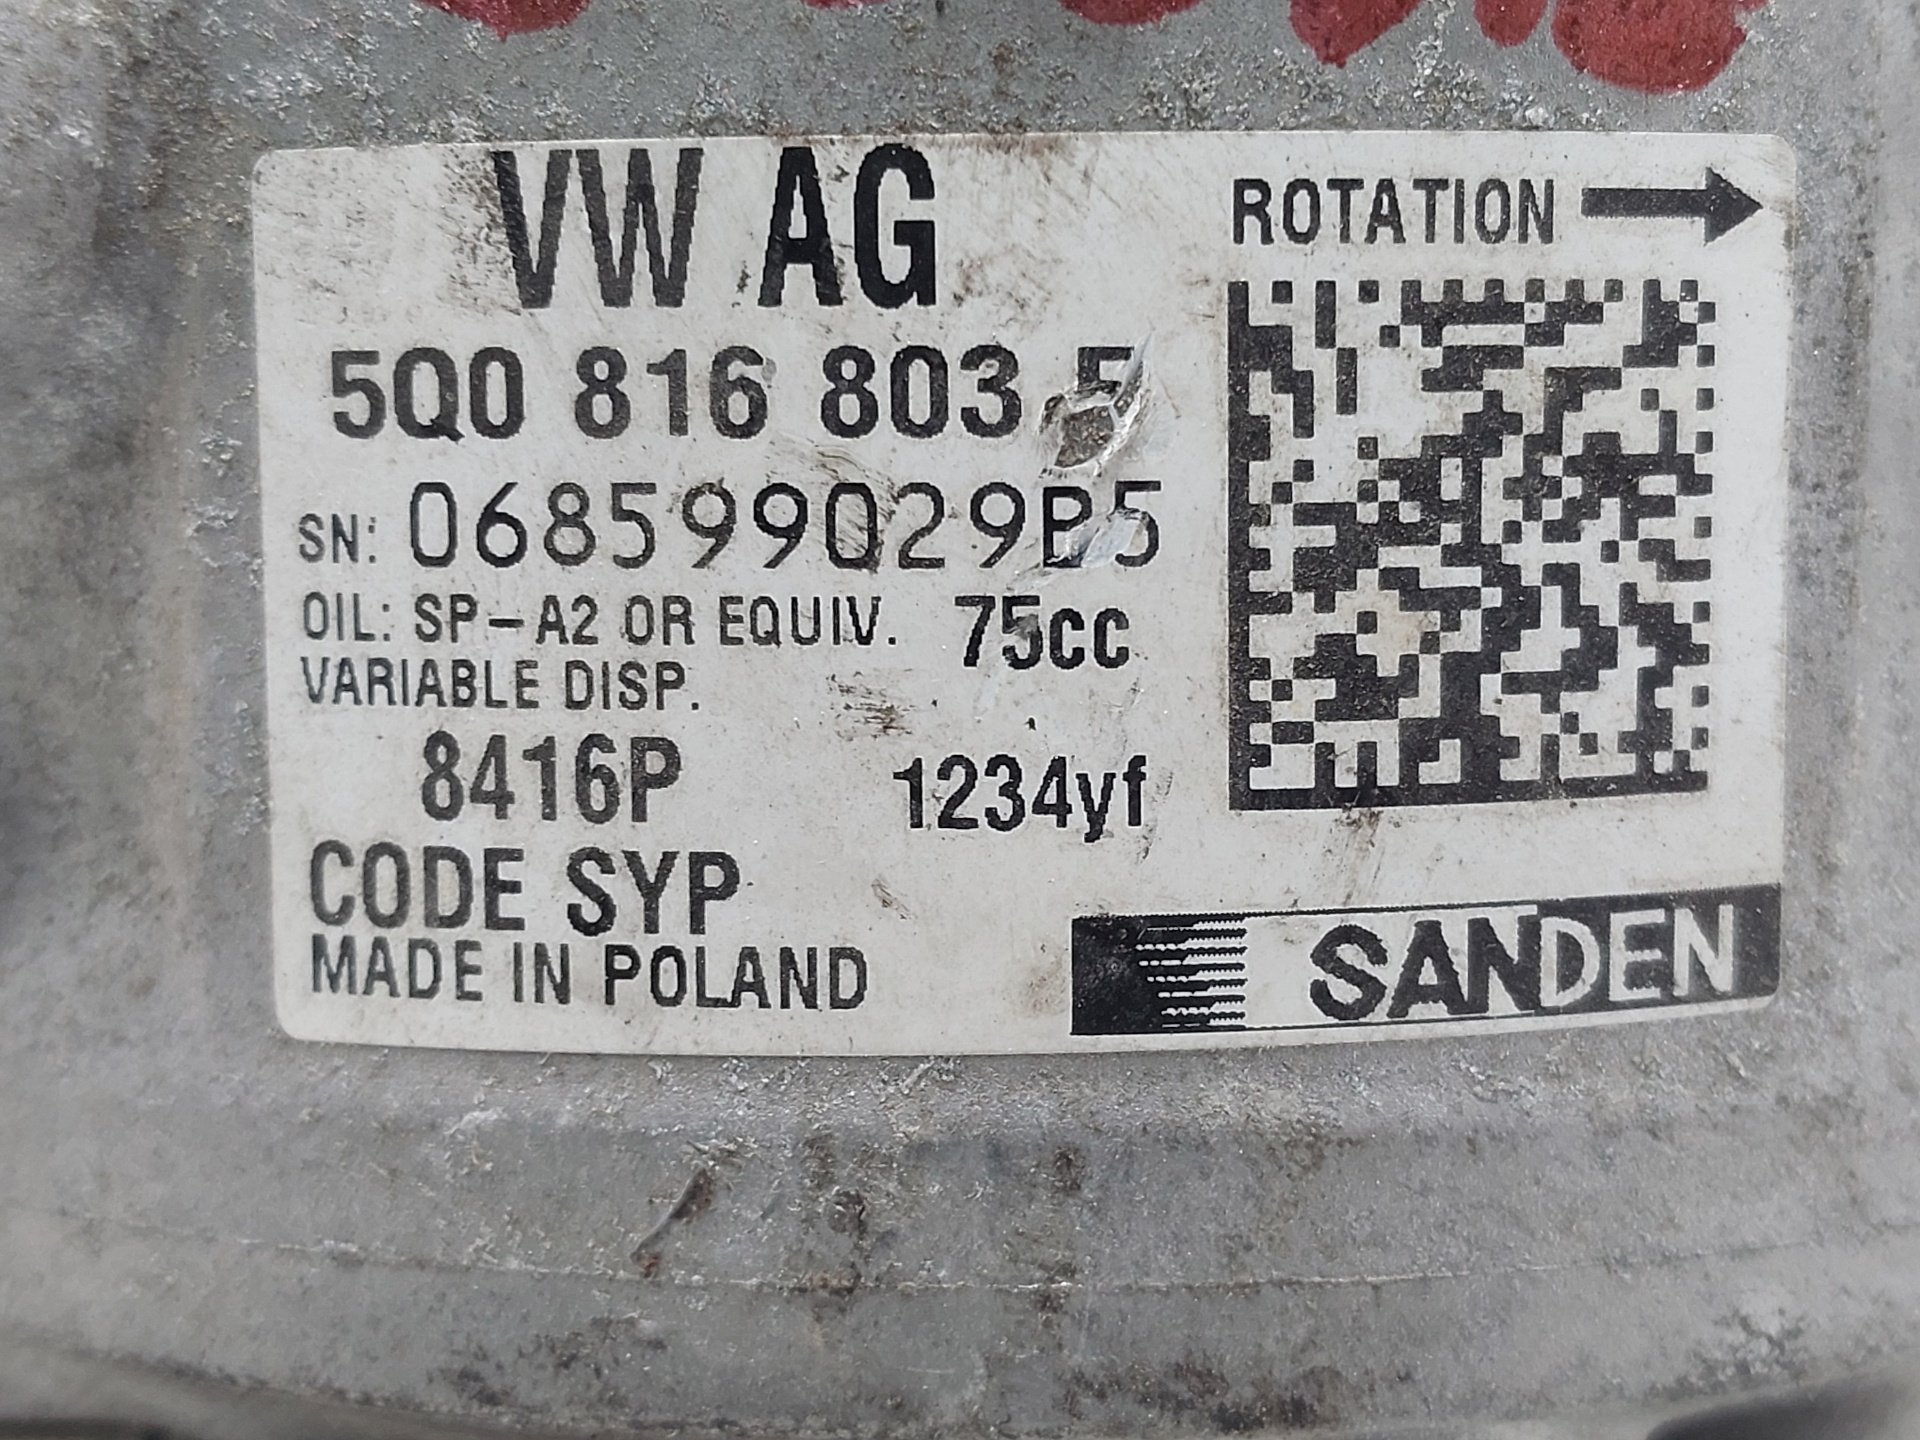 VW AG
ROTATION
5Q0 816 803
SN: 068599029B5
OIL: SP-A2 OR EQUIV. 75cc
VARIABLE DISP.
8416P 1234yf
CODE SYP
MADE IN POLAND
SANDEN